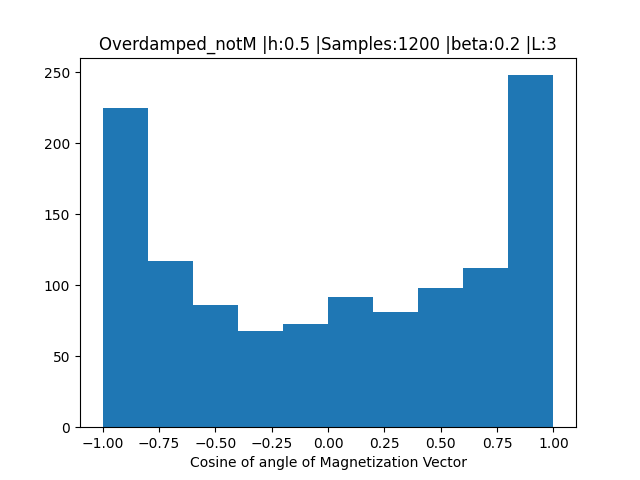 Overdamped_notM |h:0.5 |Samples:1200 |beta:0.2 |L:3
250
200
150
100
50
0
−1.00 −0.75 −0.50 −0.25 0.00 0.25 0.50 0.75 1.00
Cosine of angle of Magnetization Vector